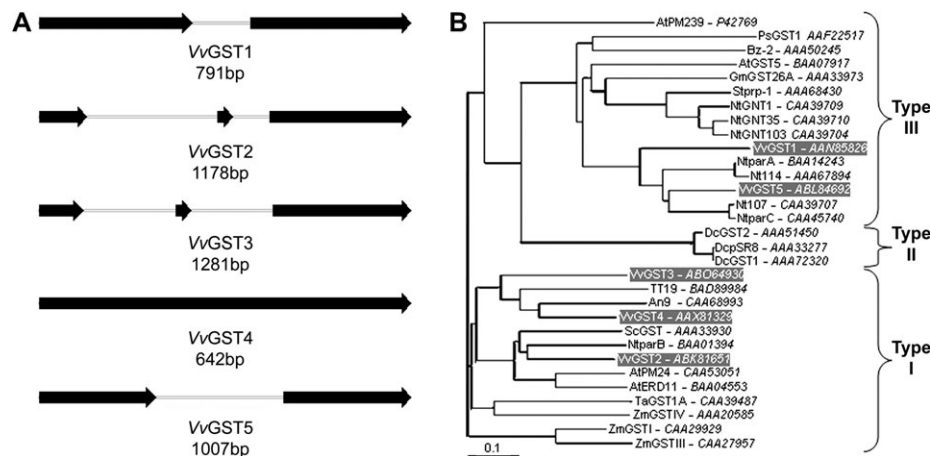 A
VvGST1
791bp
VvGST2
1178bp
VvGST3
1281bp
VvGST4
642bp
VvGST5
1007bp
B
AtPM239 - P42769
PsGST1 AAF22517
Bz-2 - AAA50245
AtGST5 - BAA07917
GmGST26A - AAA33973
Stprp-1 - AAA68430
NtGNT1 - CAA39709
NtGNT35 - CAA39710
NtGNT103 CAA39704
VvGST1 - AAN85826
NtparA - BAA14243
Nt114 - AAA67894
VvGST5 - ABL84692
Nt107 - CAA39707
NtparC - CAA45740
Type
III
DcGST2 - AAA51450
DcpSR8 - AAA33277
DcGST1 - AAA72320
Type
II
VvGST3 - ABO64930
TT19 - BAD89984
An9 - CAA68993
VvGST4 - AAX81329
ScGST - AAA33930
NtparB - BAA01394
VvGST2 - ABK81651
AtPM24 - CAA53051
AtERD11 - BAA04553
TaGST1A - CAA39487
ZmGSTIV - AAA20585
ZmGSTI - CAA29929
ZmGSTIII - CAA27957
Type
I
0.1